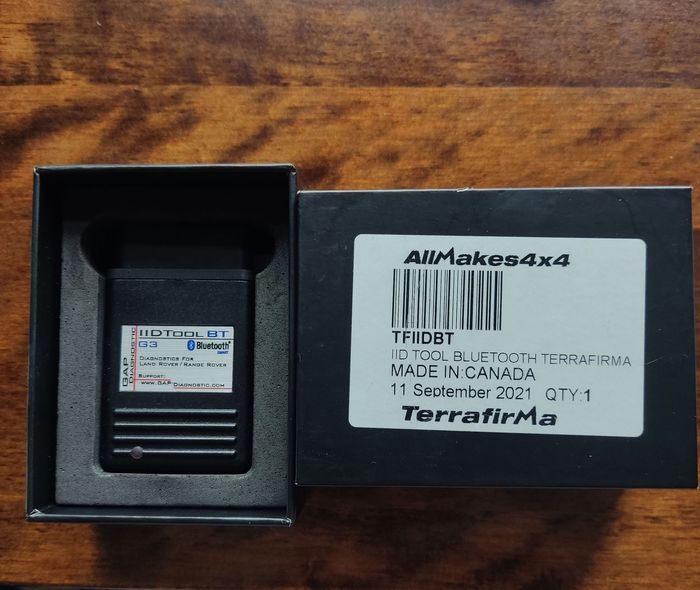 GAP
DIAGNOSTIC
IIDTOOL BT
G3 Bluetooth®
SMART
DIAGNOSTICS FOR
LAND ROVER / RANGE ROVER
SUPPORT:
WWW.GAP-DIAGNOSTIC.COM
AllMakes4x4
TFIIDBT
IID TOOL BLUETOOTH TERRAFIRMA
MADE IN:CANADA
11 September 2021 QTY:1
TerrafirMa